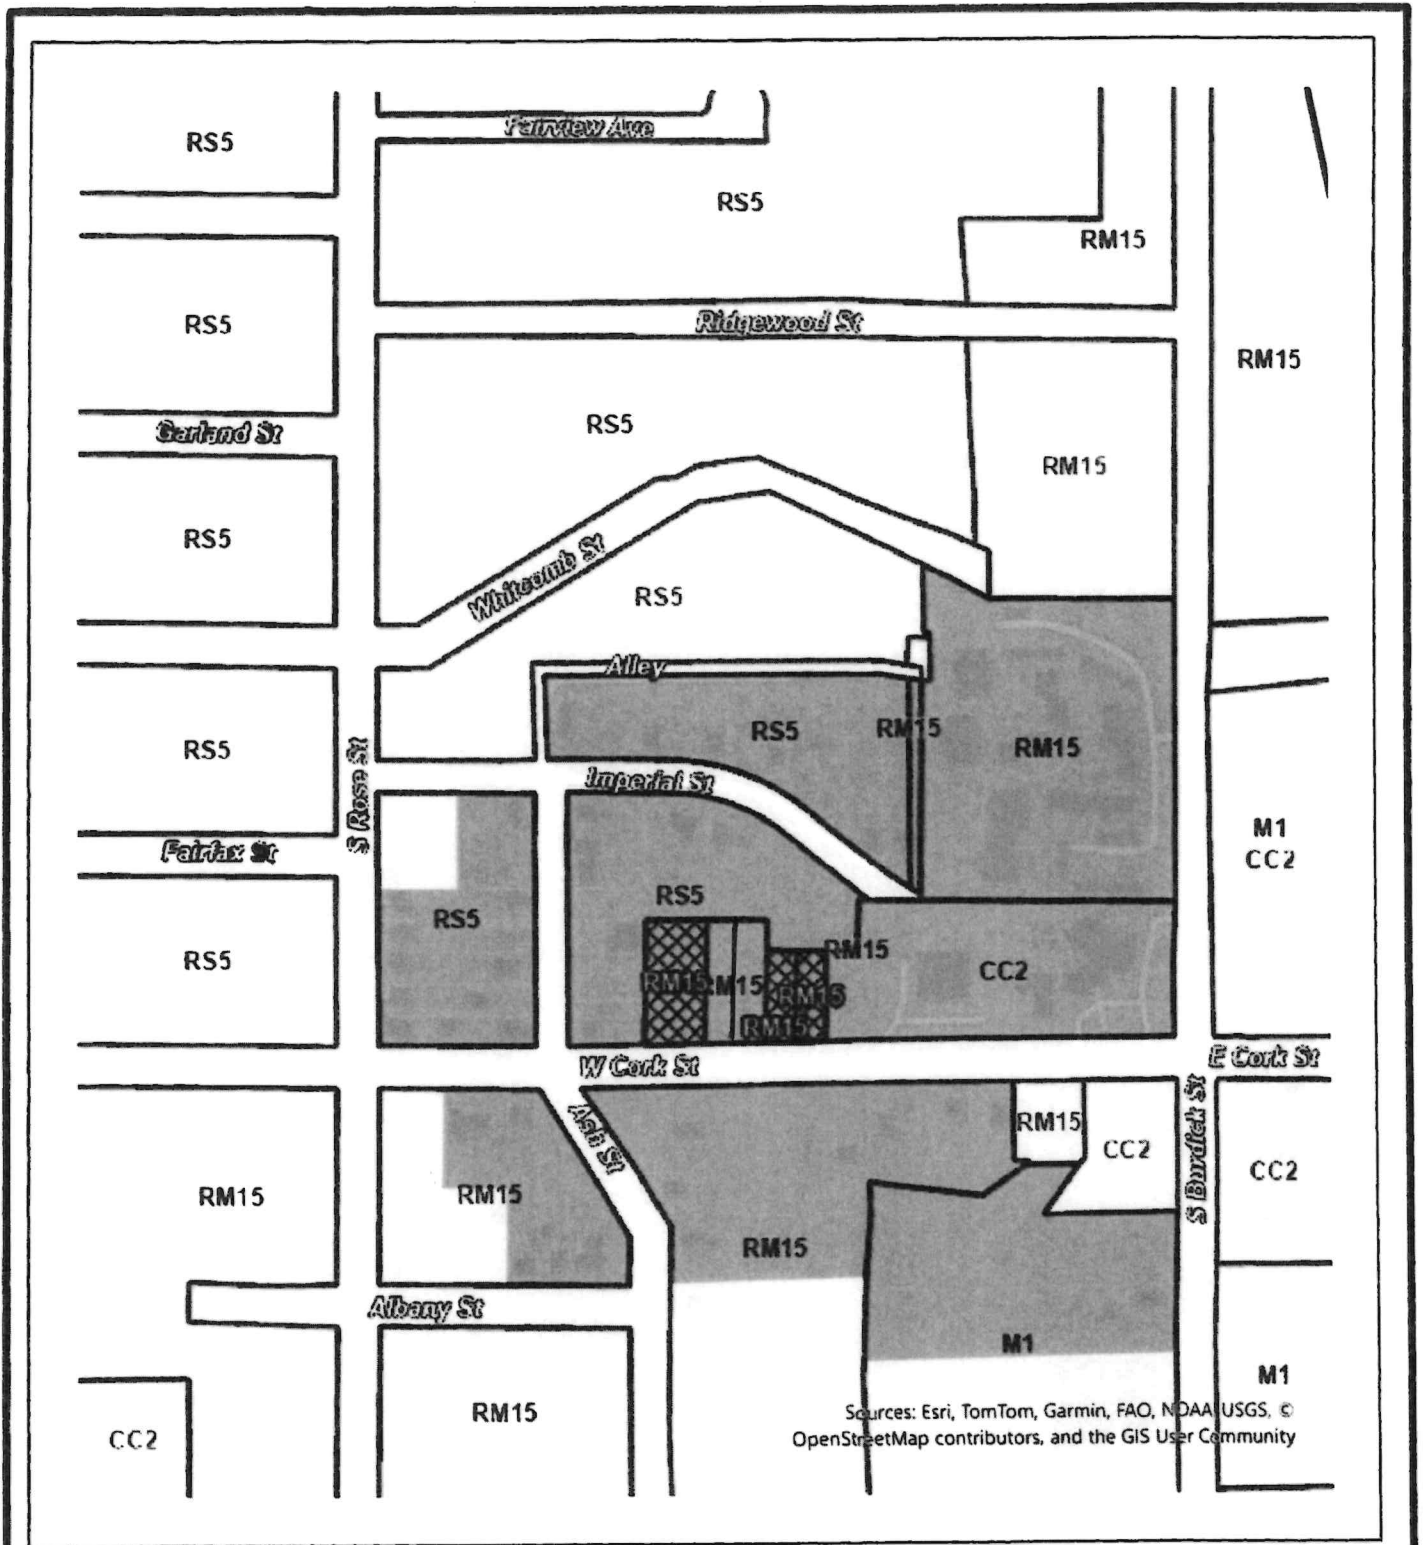 RS5
Fairview Ave
RS5
RM15
Ridgewood St
RS5
RM15
RS5
Garland St
RM15
RS5
Whitcomb St
RS5
Alley
RS5
RM15
RS5
RM15
S Rose St
Imperial St
M1
CC2
Fairfax St
RS5
RS5
RM15
RS5
CC2
RM15
RM15
RM15
RM15
W Cork St
E Cork St
Ash St
RM15
CC2
S Burdick St
CC2
RM15
RM15
RM15
Albany St
M1
M1
RM15
CC2
Sources: Esri, TomTom, Garmin, FAO, NOAA, USGS, ©
OpenStreetMap contributors, and the GIS User Community